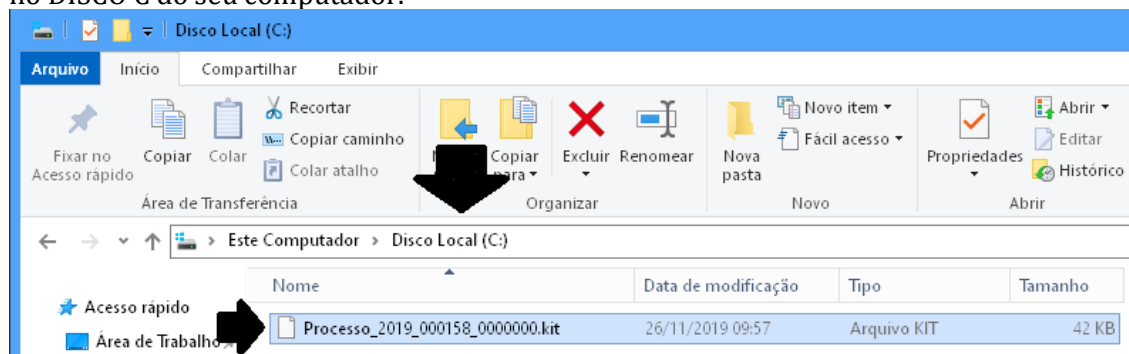 no DISCO C do seu computador.
Disco Local (C:)
Arquivo Início Compartilhar Exibir
Fixar no Acesso rápido
Copiar
Colar
Recortar
Copiar caminho
Colar atalho
Área de Transferência
Copiar para
Excluir
Renomear
Organizar
Nova pasta
Novo item
Fácil acesso
Novo
Propriedades
Abrir
Editar
Histórico
Abrir
Este Computador > Disco Local (C:)
Nome Data de modificação Tipo Tamanho
Acesso rápido
Área de Trabalho
Processo_2019_000158_0000000.kit 26/11/2019 09:57 Arquivo KIT 42 KB